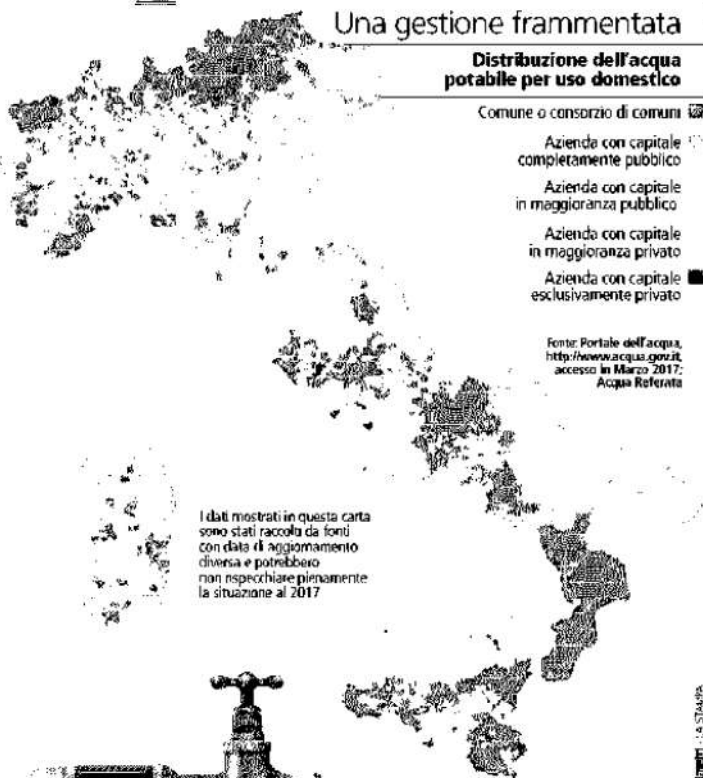 Una gestione frammentata
Distribuzione dell'acqua
potabile per uso domestico
Comune o consorzio di comuni
Azienda con capitale
completamente pubblico
Azienda con capitale
in maggioranza pubblico
Azienda con capitale
in maggioranza privato
Azienda con capitale
esclusivamente privato
Fonte: Portale dell'acqua,
http://www.acqua.gov.it,
accesso in Marzo 2017;
Acqua Referata
I dati mostrati in questa carta
sono stati raccolti da fonti
con data di aggiornamento
diversa e potrebbero
non rispecchiare pienamente
la situazione al 2017
LA STAMPA